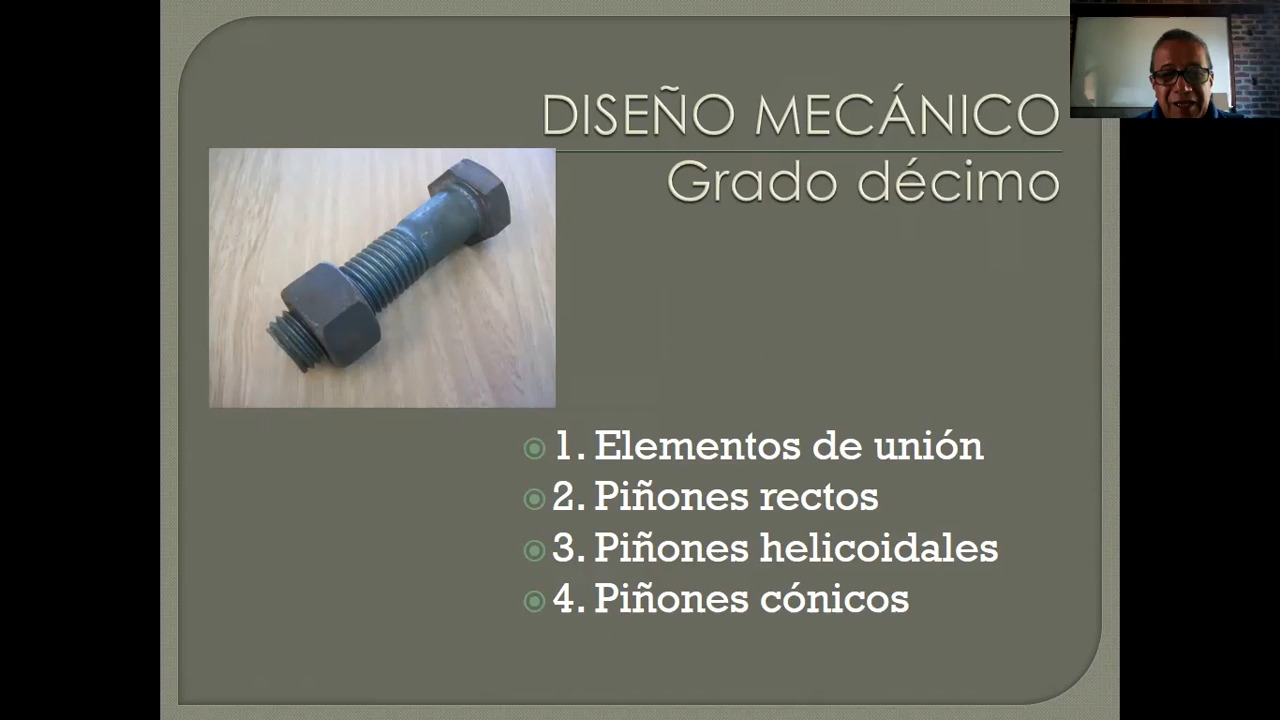 DISEÑO MECÁNICO
Grado décimo
1. Elementos de unión
2. Piñones rectos
3. Piñones helicoidales
4. Piñones cónicos